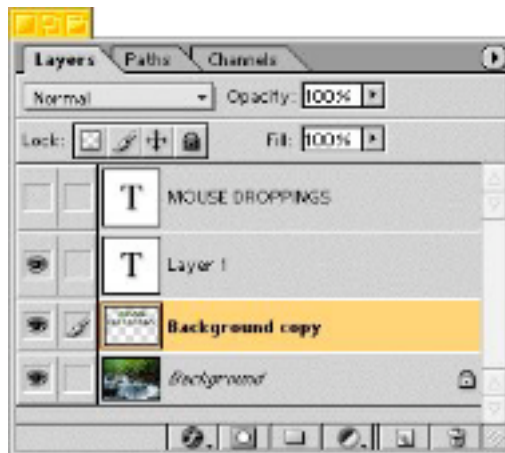 Layers Paths Channels
Normal Opacity: 100%
Lock: Fill: 100%
T MOUSE DROPPINGS
T Layer 1
Background copy
Background